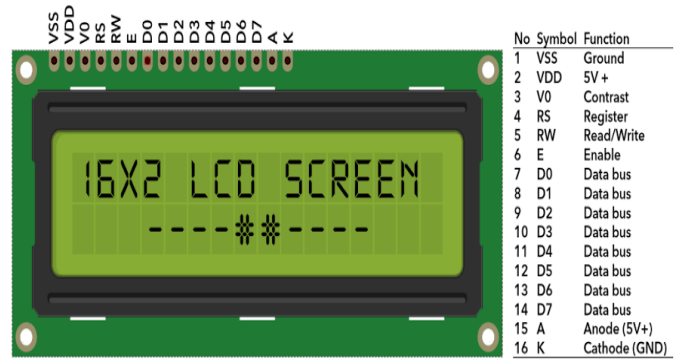 VSS VDD V0 RS RW E D0 D1 D2 D3 D4 D5 D6 D7 A K
16X2 LCD SCREEN
----##----
No Symbol Function
1 VSS Ground
2 VDD 5V +
3 V0 Contrast
4 RS Register
5 RW Read/Write
6 E Enable
7 D0 Data bus
8 D1 Data bus
9 D2 Data bus
10 D3 Data bus
11 D4 Data bus
12 D5 Data bus
13 D6 Data bus
14 D7 Data bus
15 A Anode (5V+)
16 K Cathode (GND)